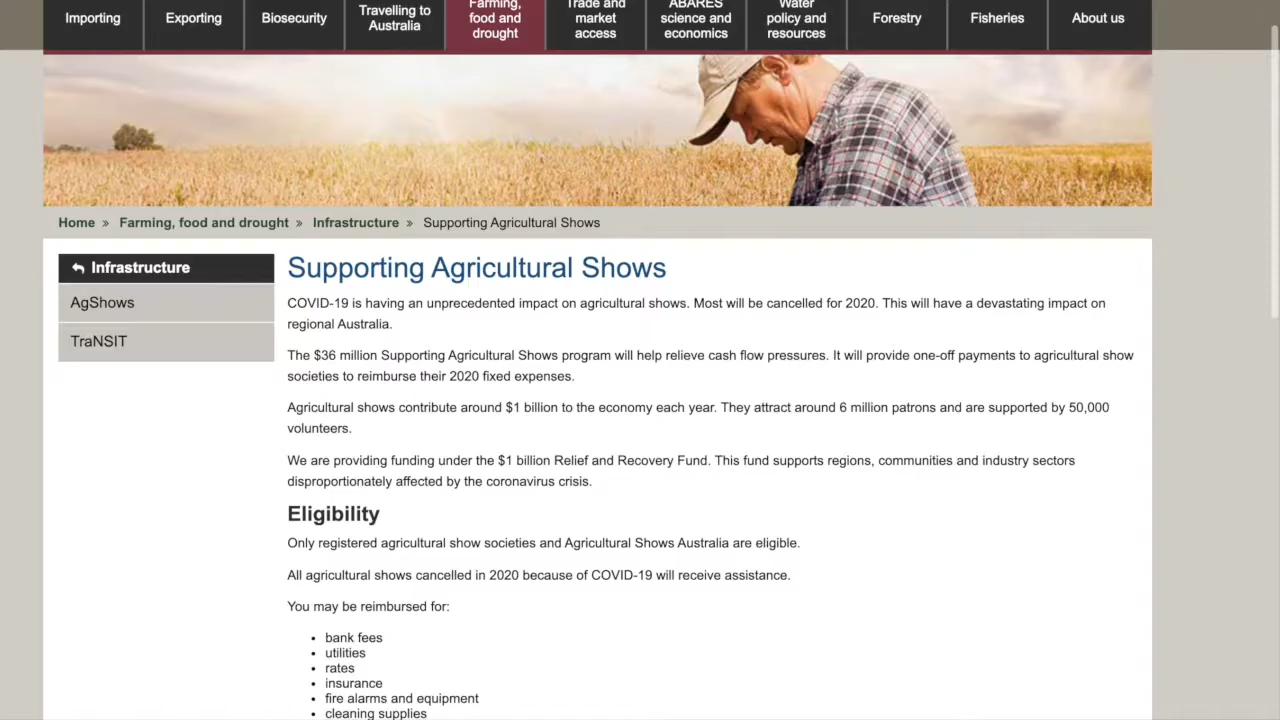 Importing
Exporting
Biosecurity
Travelling to
Australia
Farming,
food and
drought
Trade and
market
access
ABARES
science and
economics
Water
policy and
resources
Forestry
Fisheries
About us
Home » Farming, food and drought » Infrastructure » Supporting Agricultural Shows
Infrastructure
AgShows
TraNSIT
Supporting Agricultural Shows
COVID-19 is having an unprecedented impact on agricultural shows. Most will be cancelled for 2020. This will have a devastating impact on
regional Australia.
The $36 million Supporting Agricultural Shows program will help relieve cash flow pressures. It will provide one-off payments to agricultural show
societies to reimburse their 2020 fixed expenses.
Agricultural shows contribute around $1 billion to the economy each year. They attract around 6 million patrons and are supported by 50,000
volunteers.
We are providing funding under the $1 billion Relief and Recovery Fund. This fund supports regions, communities and industry sectors
disproportionately affected by the coronavirus crisis.
Eligibility
Only registered agricultural show societies and Agricultural Shows Australia are eligible.
All agricultural shows cancelled in 2020 because of COVID-19 will receive assistance.
You may be reimbursed for:
• bank fees
• utilities
• rates
• insurance
• fire alarms and equipment
• cleaning supplies